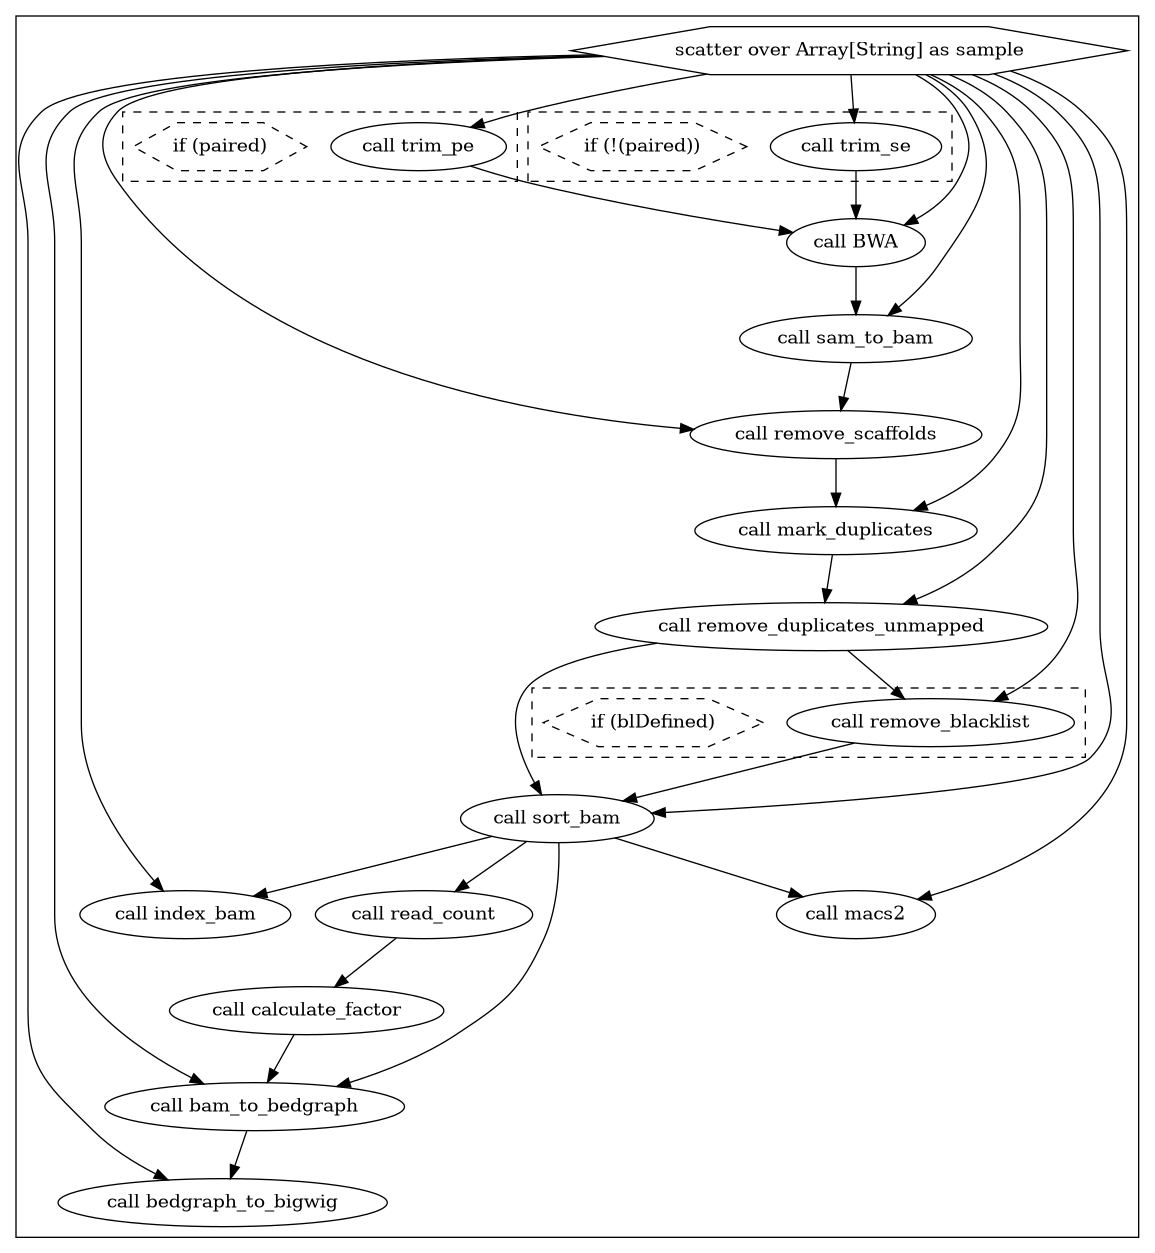 scatter over Array[String] as sample
if (paired)
call trim_pe
if (!(paired))
call trim_se
call BWA
call sam_to_bam
call remove_scaffolds
call mark_duplicates
call remove_duplicates_unmapped
if (blDefined)
call remove_blacklist
call sort_bam
call index_bam
call read_count
call macs2
call calculate_factor
call bam_to_bedgraph
call bedgraph_to_bigwig